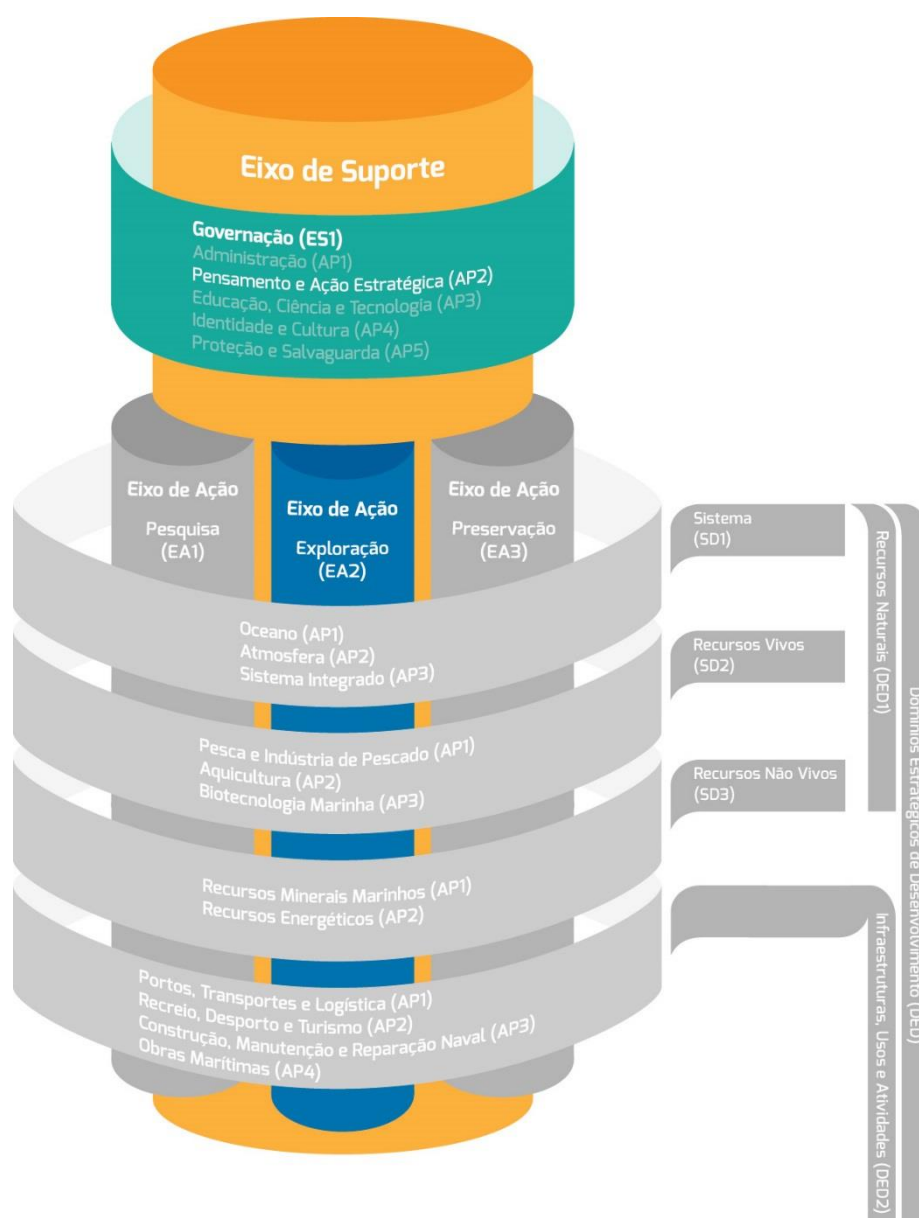 Eixo de Suporte
Governação (ES1)
Administração (AP1)
Pensamento e Ação Estratégica (AP2)
Educação, Ciência e Tecnologia (AP3)
Identidade e Cultura (AP4)
Proteção e Salvaguarda (AP5)
Eixo de Ação
Pesquisa
(EA1)
Eixo de Ação
Exploração
(EA2)
Eixo de Ação
Preservação
(EA3)
Oceano (AP1)
Atmosfera (AP2)
Sistema Integrado (AP3)
Pesca e Indústria de Pescado (AP1)
Aquicultura (AP2)
Biotecnologia Marinha (AP3)
Recursos Minerais Marinhos (AP1)
Recursos Energéticos (AP2)
Portos, Transportes e Logística (AP1)
Recreio, Desporto e Turismo (AP2)
Construção, Manutenção e Reparação Naval (AP3)
Obras Marítimas (AP4)
Sistema
(SD1)
Recursos Vivos
(SD2)
Recursos Não Vivos
(SD3)
Recursos Naturais (DED1)
Infraestruturas, Usos e Atividades (DED2)
Domínios Estratégicos de Desenvolvimento (DED)